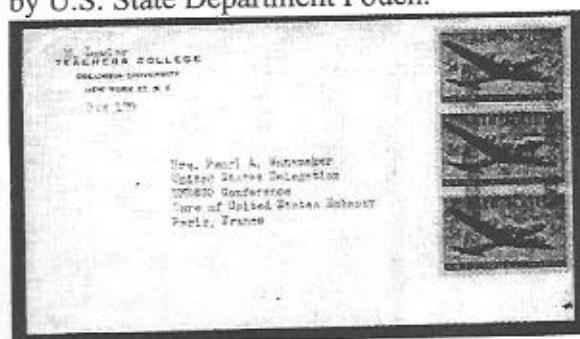 by U.S. State Department Pouch.
TEACHERS COLLEGE
COLUMBIA UNIVERSITY
NEW YORK 27, N. Y.
Mrs. Pearl A. Wanamaker
United States Delegation
UNESCO Conference
Care of United States Embassy
Paris, France